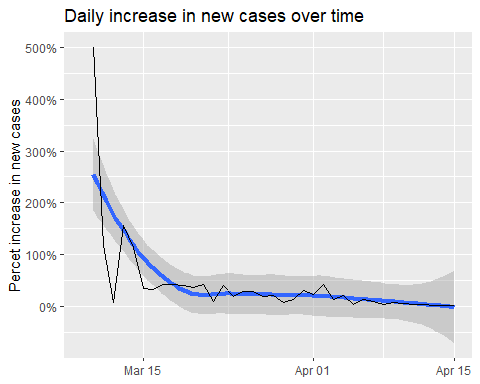 Daily increase in new cases over time
Percet increase in new cases
500%
400%
300%
200%
100%
0%
Mar 15
Apr 01
Apr 15